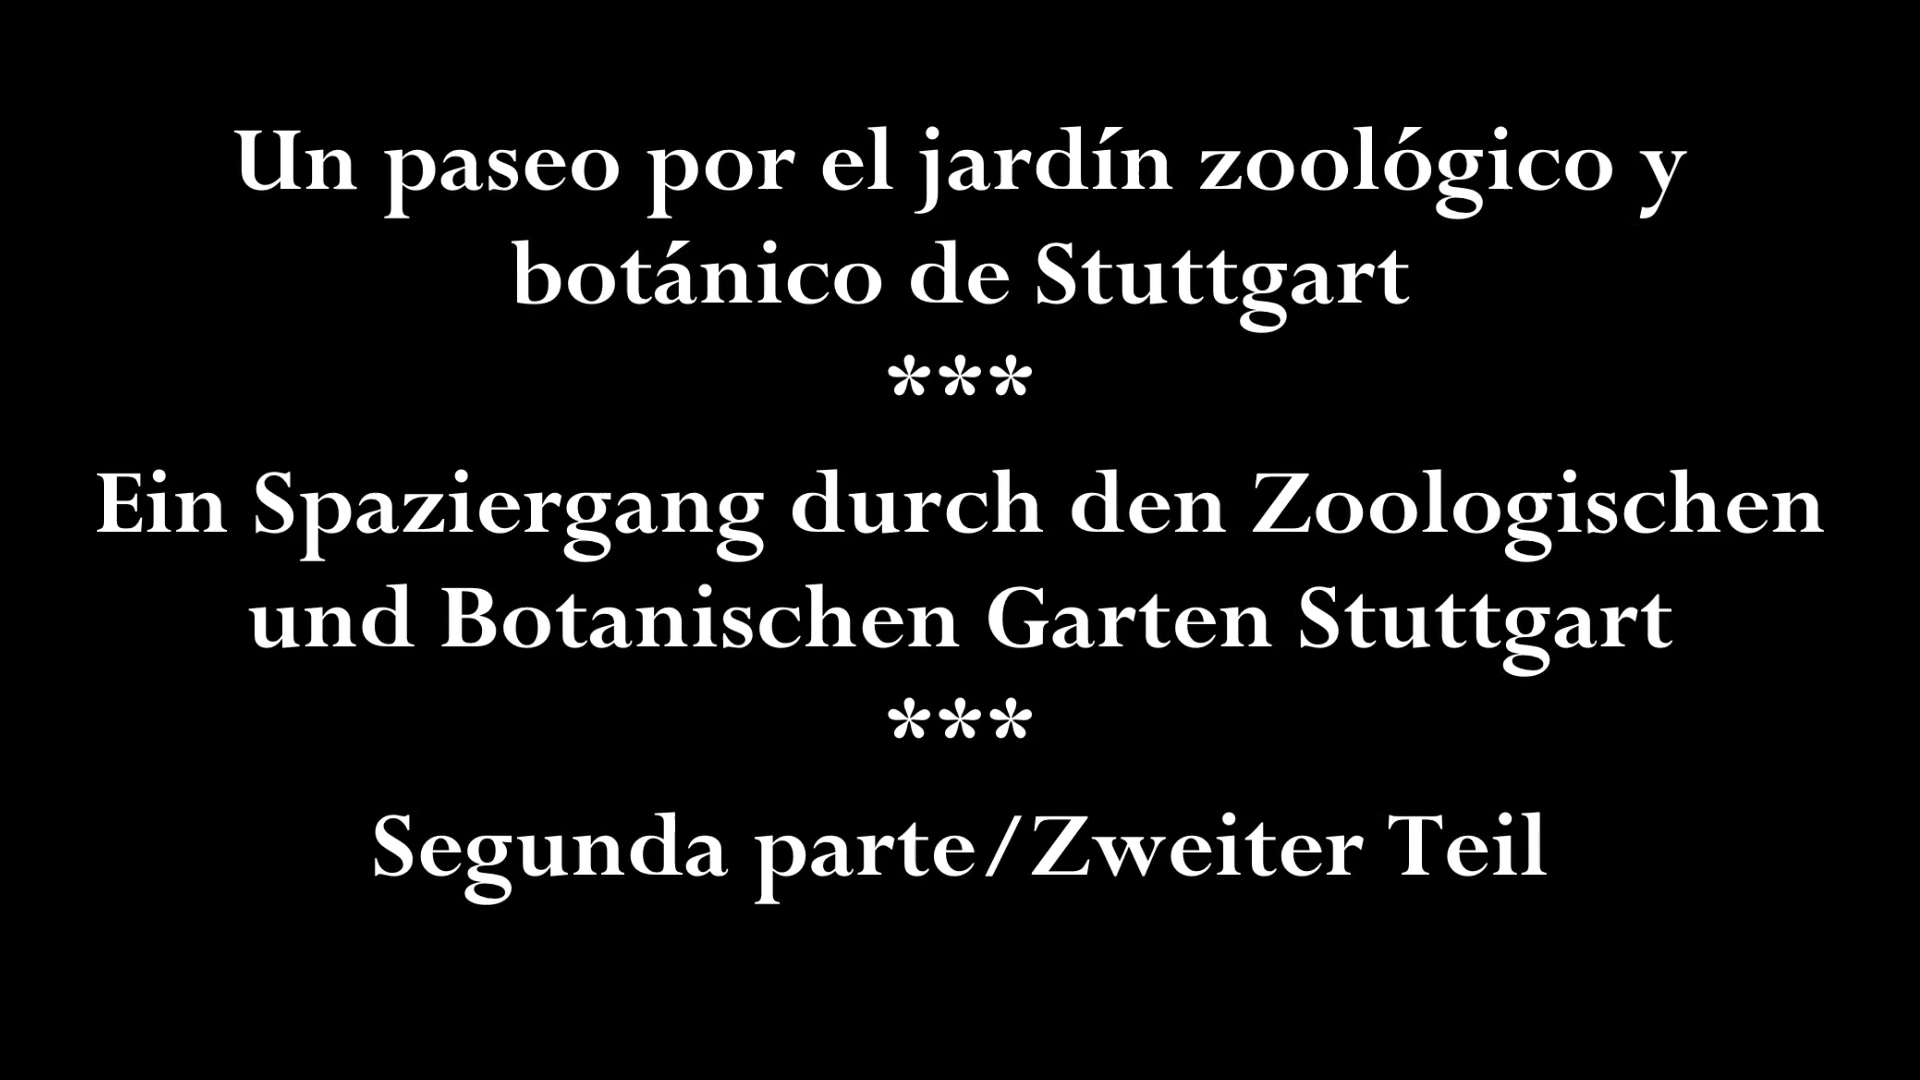 Un paseo por el jardín zoológico y
botánico de Stuttgart
***
Ein Spaziergang durch den Zoologischen
und Botanischen Garten Stuttgart
***
Segunda parte/Zweiter Teil